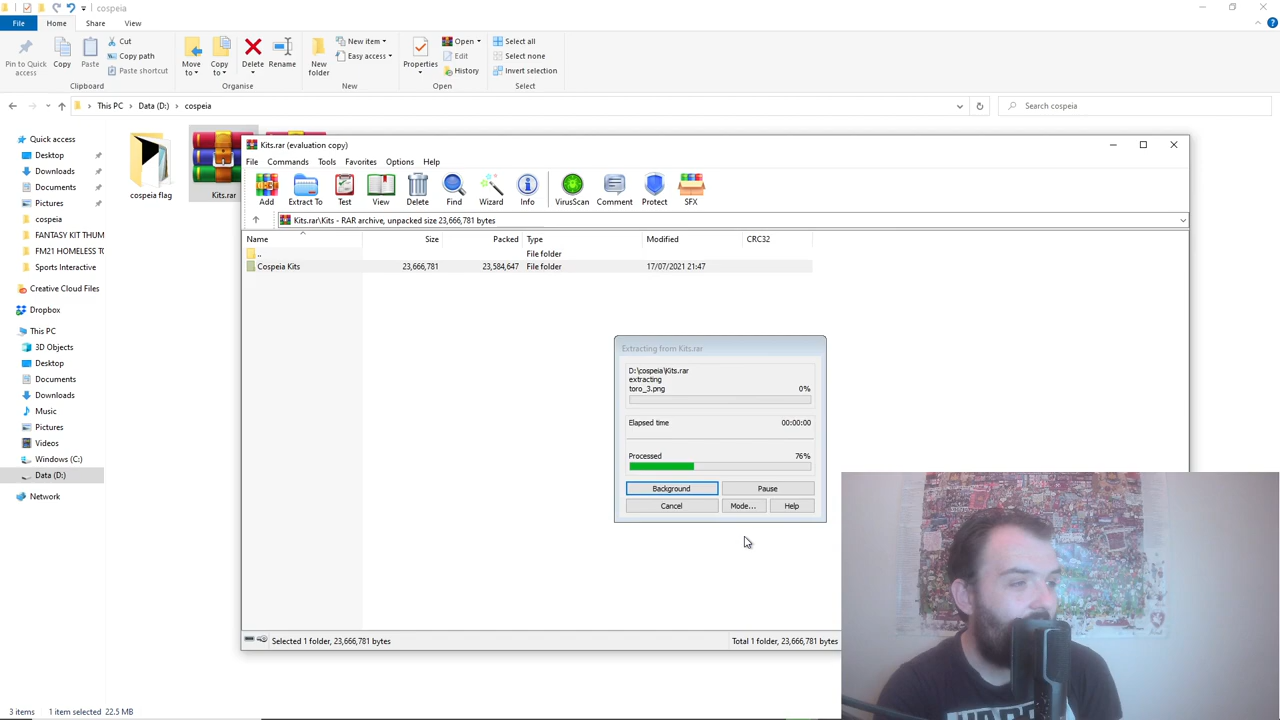 cospeia
File
Home
Share
View
Pin to Quick
access
Copy
Paste
Cut
Copy path
Paste shortcut
Clipboard
Move
to
Copy
to
Delete
Rename
Organise
New
folder
New item
Easy access
New
Properties
Open
Edit
History
Open
Select all
Select none
Invert selection
Select
This PC
Data (D:)
cospeia
Search cospeia
Quick access
Desktop
Downloads
Documents
Pictures
cospeia
FANTASY KIT THUM
FM21 HOMELESS TO
Sports Interactive
Creative Cloud Files
Dropbox
This PC
3D Objects
Desktop
Documents
Downloads
Music
Pictures
Videos
Windows (C:)
Data (D:)
Network
cospeia flag
Kits.rar
Kits.rar (evaluation copy)
File Commands Tools Favorites Options Help
Add Extract To Test View Delete Find Wizard Info VirusScan Comment Protect SFX
Kits.rar\Kits - RAR archive, unpacked size 23,666,781 bytes
Name Size Packed Type Modified CRC32
.. File folder
Cospeia Kits 23,666,781 23,584,647 File folder 17/07/2021 21:47
Extracting from Kits.rar
D:\cospeia\Kits.rar
extracting
toro_3.png 0%
Elapsed time 00:00:00
Processed 76%
Background Pause
Cancel Mode... Help
Selected 1 folder, 23,666,781 bytes
Total 1 folder, 23,666,781 bytes
3 items 1 item selected 22.5 MB